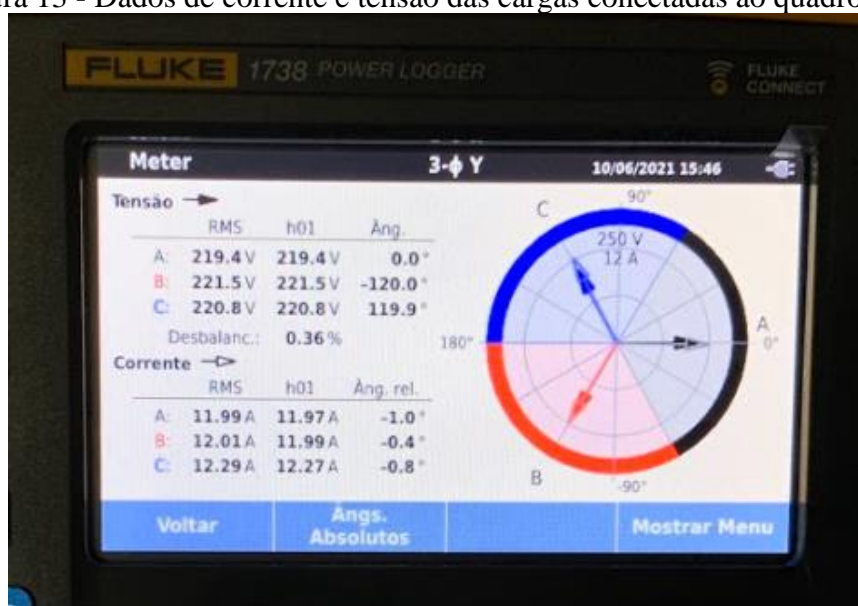 ra 13 - Dados de corrente e tensão das cargas conectadas ao quadro
FLUKE 1738 POWER LOGGER FLUKE CONNECT
Meter 3-ϕ Y 10/06/2021 15:46
Tensão
RMS h01 Âng.
A: 219.4 V 219.4 V 0.0 °
B: 221.5 V 221.5 V -120.0 °
C: 220.8 V 220.8 V 119.9 °
Desbalanc.: 0.36 %
Corrente
RMS h01 Âng. rel.
A: 11.99 A 11.97 A -1.0 °
B: 12.01 A 11.99 A -0.4 °
C: 12.29 A 12.27 A -0.8 °
90°
C
250 V
12 A
A
180°
0°
B
-90°
Voltar
Ângs.
Absolutos
Mostrar Menu